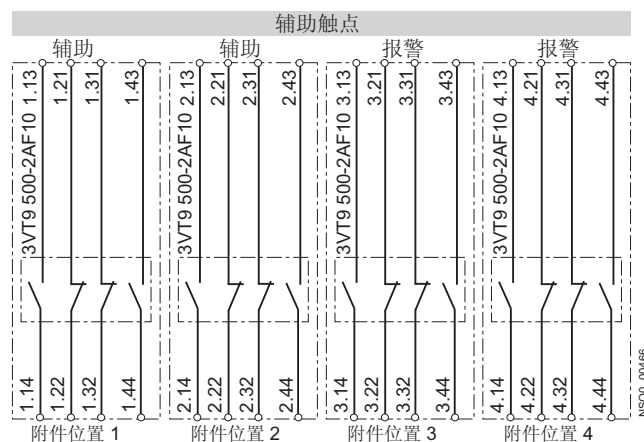 辅助触点
辅助 辅助 报警 报警
3VT9 500-2AF10 1.13 1.21 1.31 1.43
3VT9 500-2AF10 2.13 2.21 2.31 2.43
3VT9 500-2AF10 3.13 3.21 3.31 3.43
3VT9 500-2AF10 4.13 4.21 4.31 4.43
1.14 1.22 1.32 1.44
2.14 2.22 2.32 2.44
3.14 3.22 3.32 3.44
4.14 4.22 4.32 4.44
NSO0_00466
附件位置 1 附件位置 2 附件位置 3 附件位置 4